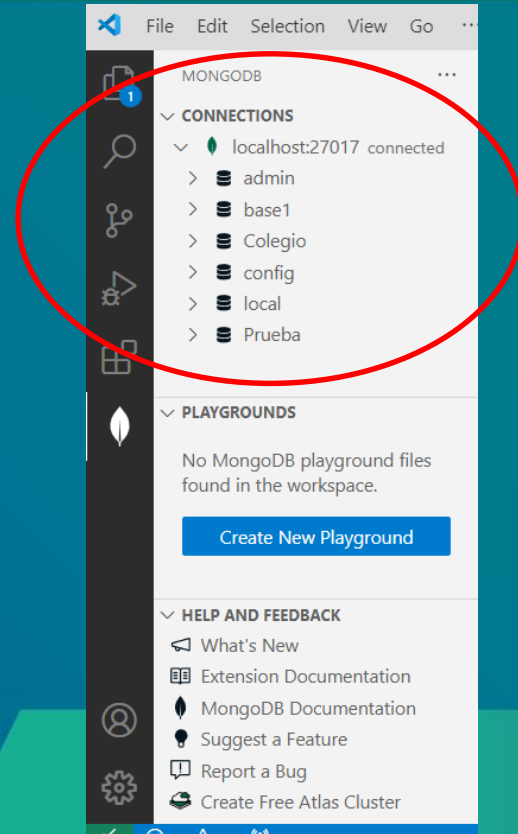 File Edit Selection View Go ...
MONGODB ...
1
CONNECTIONS
localhost:27017 connected
admin
base1
Colegio
config
local
Prueba
PLAYGROUNDS
No MongoDB playground files
found in the workspace.
Create New Playground
HELP AND FEEDBACK
What's New
Extension Documentation
MongoDB Documentation
Suggest a Feature
Report a Bug
Create Free Atlas Cluster